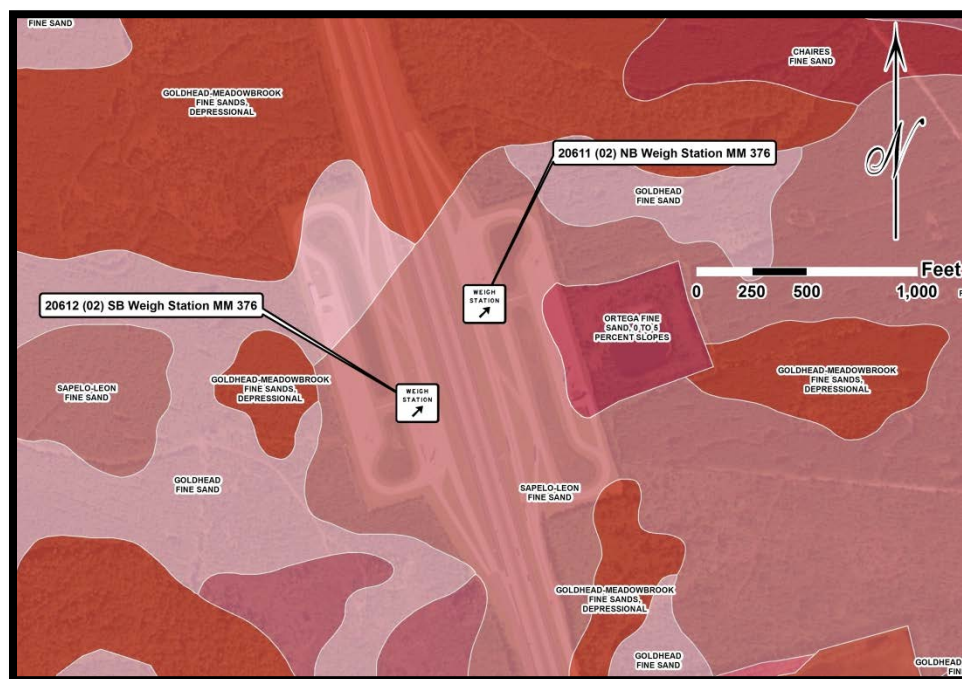 FINE SAND
CHAIRES
FINE SAND
GOLDHEAD-MEADOWBROOK
FINE SANDS,
DEPRESSIONAL
N
20611 (02) NB Weigh Station MM 376
GOLDHEAD
FINE SAND
Feet
0 250 500 1,000
20612 (02) SB Weigh Station MM 376
WEIGH
STATION
ORTEGA FINE
SAND, 0 TO 5
PERCENT SLOPES
SAPELO-LEON
FINE SAND
GOLDHEAD-MEADOWBROOK
FINE SANDS,
DEPRESSIONAL
WEIGH
STATION
GOLDHEAD-MEADOWBROOK
FINE SANDS,
DEPRESSIONAL
GOLDHEAD
FINE SAND
SAPELO-LEON
FINE SAND
GOLDHEAD-MEADOWBROOK
FINE SANDS,
DEPRESSIONAL
GOLDHEAD
FINE SAND
GOLDHEAD
FINE